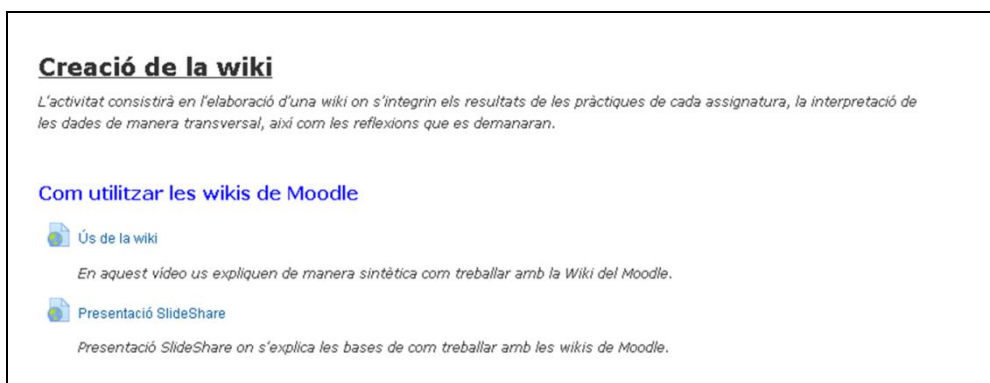 Creació de la wiki
L'activitat consistirà en l'elaboració d'una wiki on s'integrin els resultats de les pràctiques de cada assignatura, la interpretació de
les dades de manera transversal, així com les reflexions que es demanaran.
Com utilitzar les wikis de Moodle
Ús de la wiki
En aquest vídeo us expliquen de manera sintètica com treballar amb la Wiki del Moodle.
Presentació SlideShare
Presentació SlideShare on s'explica les bases de com treballar amb les wikis de Moodle.